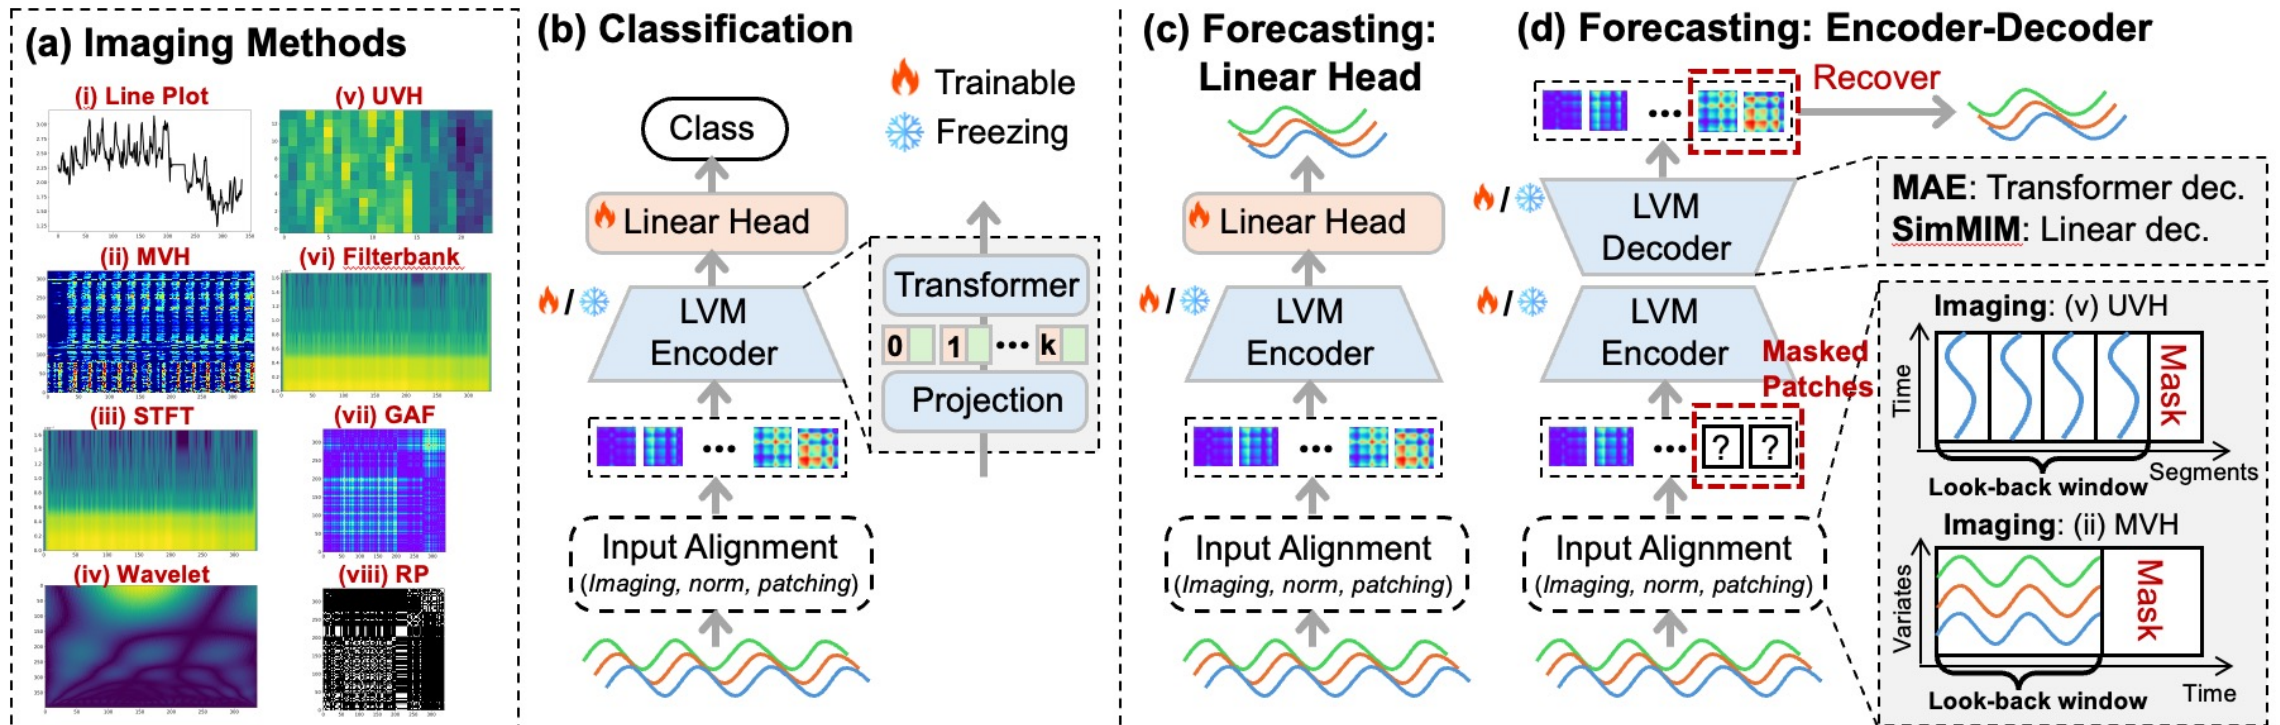 (a) Imaging Methods
(i) Line Plot
(v) UVH
(ii) MVH
(vi) Filterbank
(iii) STFT
(vii) GAF
(iv) Wavelet
(viii) RP
(b) Classification
Trainable
Freezing
Class
Linear Head
/
LVM
Encoder
Transformer
0 1 ••• k
Projection
•••
Input Alignment
(Imaging, norm, patching)
(c) Forecasting:
Linear Head
Linear Head
/
LVM
Encoder
•••
Input Alignment
(Imaging, norm, patching)
(d) Forecasting: Encoder-Decoder
•••
Recover
/
LVM
Decoder
MAE: Transformer dec.
SimMIM: Linear dec.
/
LVM
Encoder
Masked
Patches
••• ? ?
Input Alignment
(Imaging, norm, patching)
Imaging: (v) UVH
Time
Mask
Segments
Look-back window
Imaging: (ii) MVH
Variates
Mask
Time
Look-back window